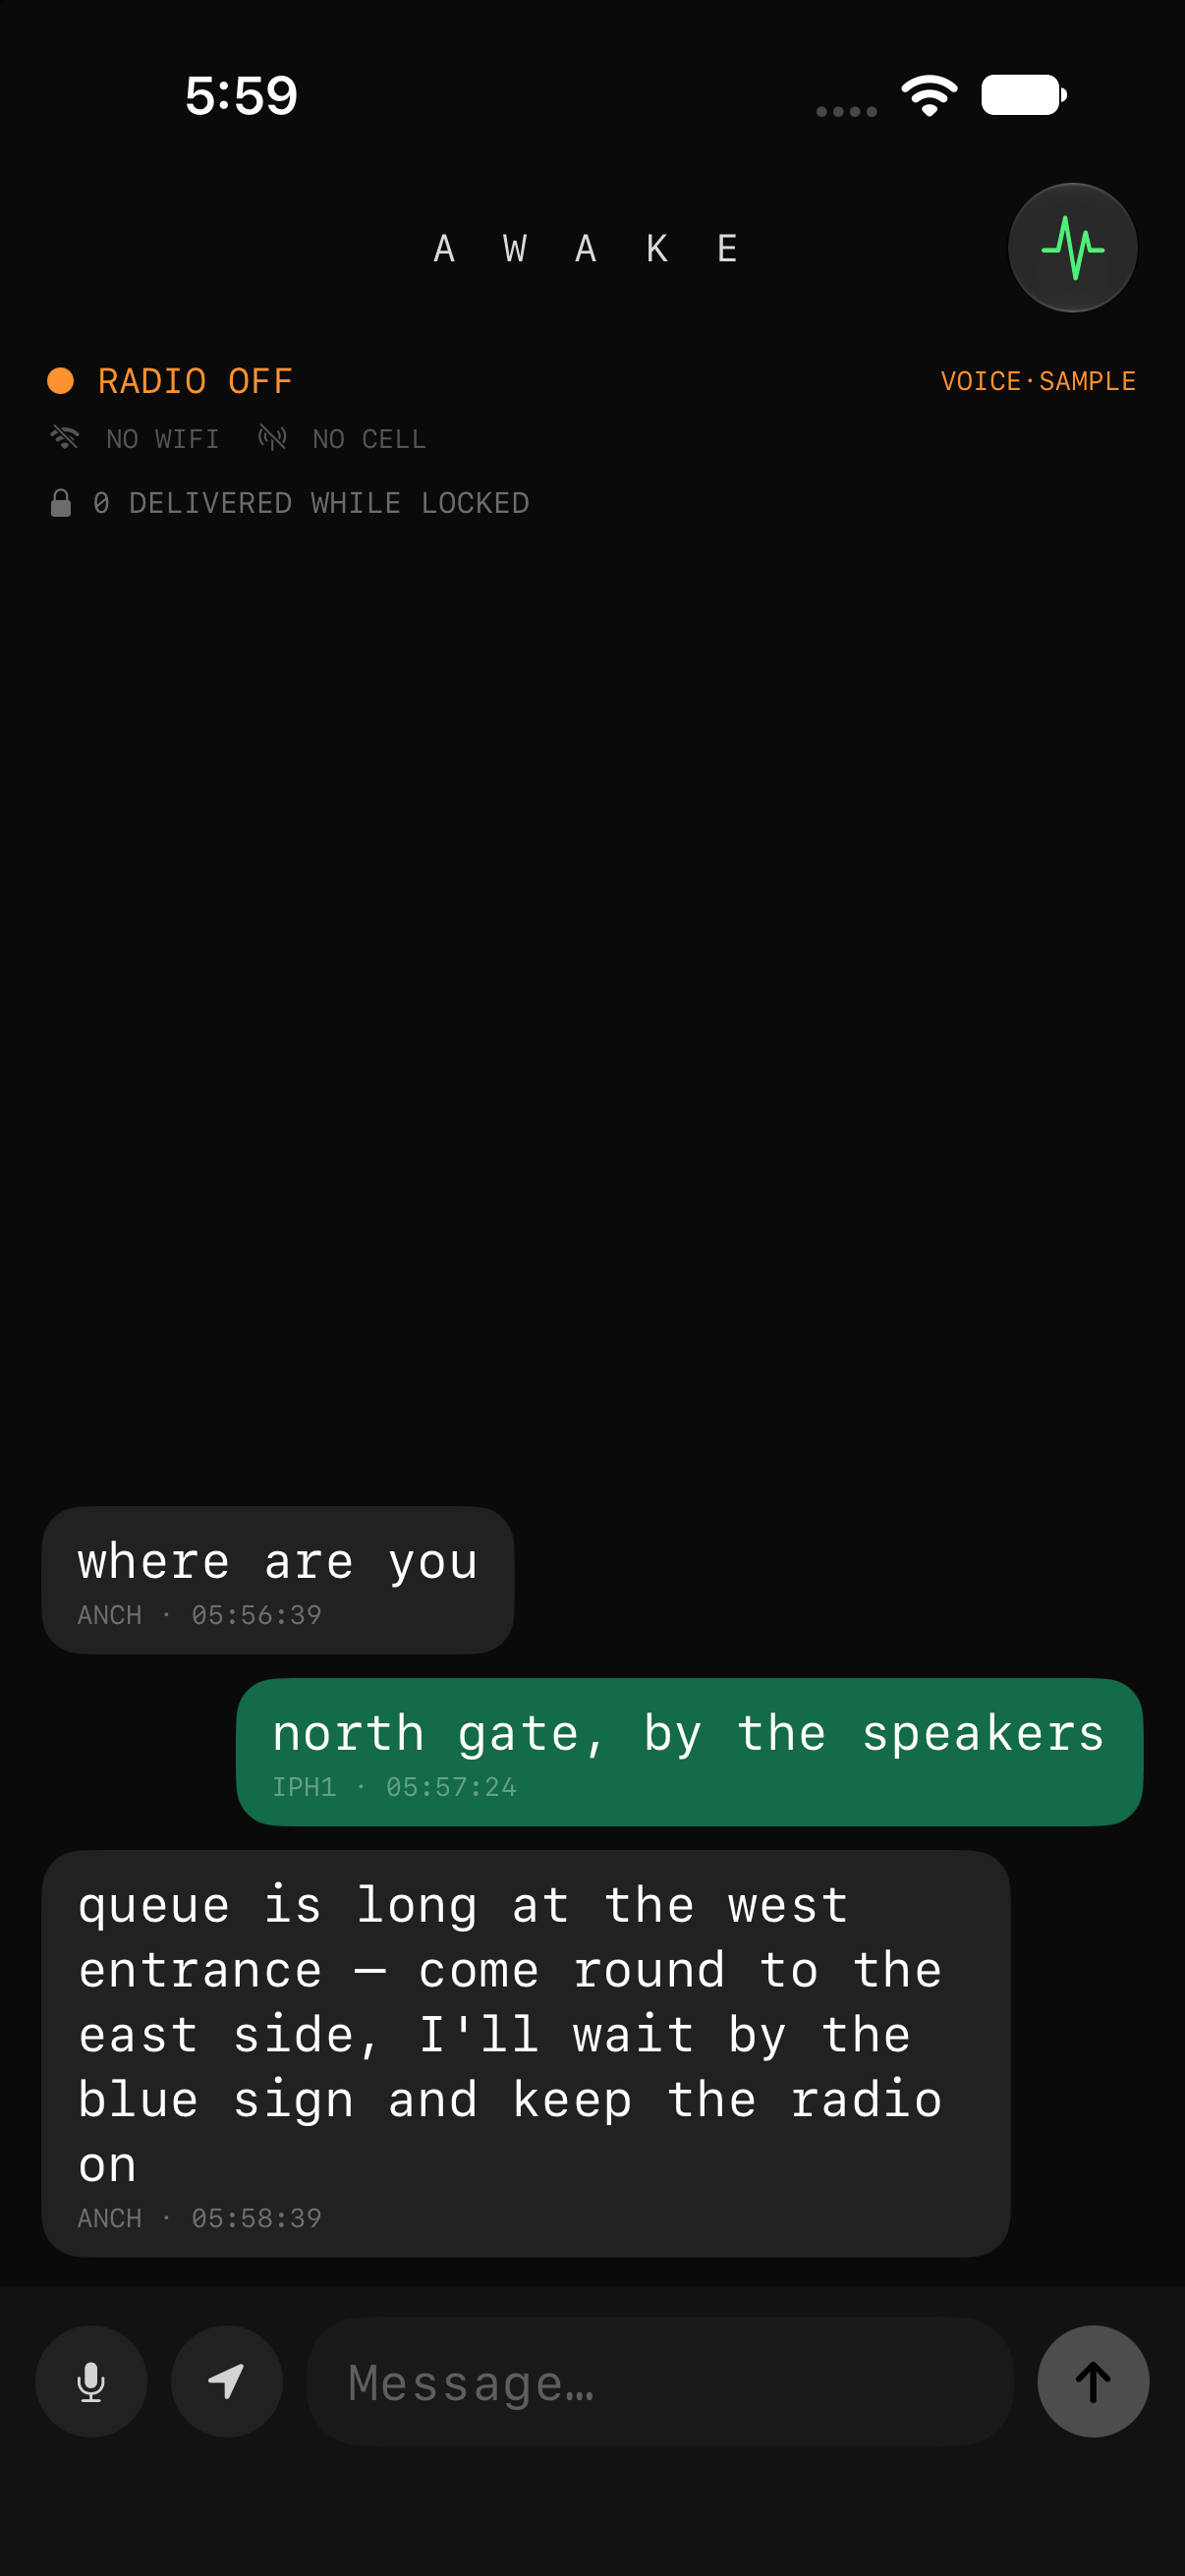 5:59
A W A K E
RADIO OFF
VOICE·SAMPLE
NO WIFI NO CELL
0 DELIVERED WHILE LOCKED
where are you
ANCH · 05:56:39
north gate, by the speakers
IPH1 · 05:57:24
queue is long at the west
entrance — come round to the
east side, I'll wait by the
blue sign and keep the radio
on
ANCH · 05:58:39
Message…